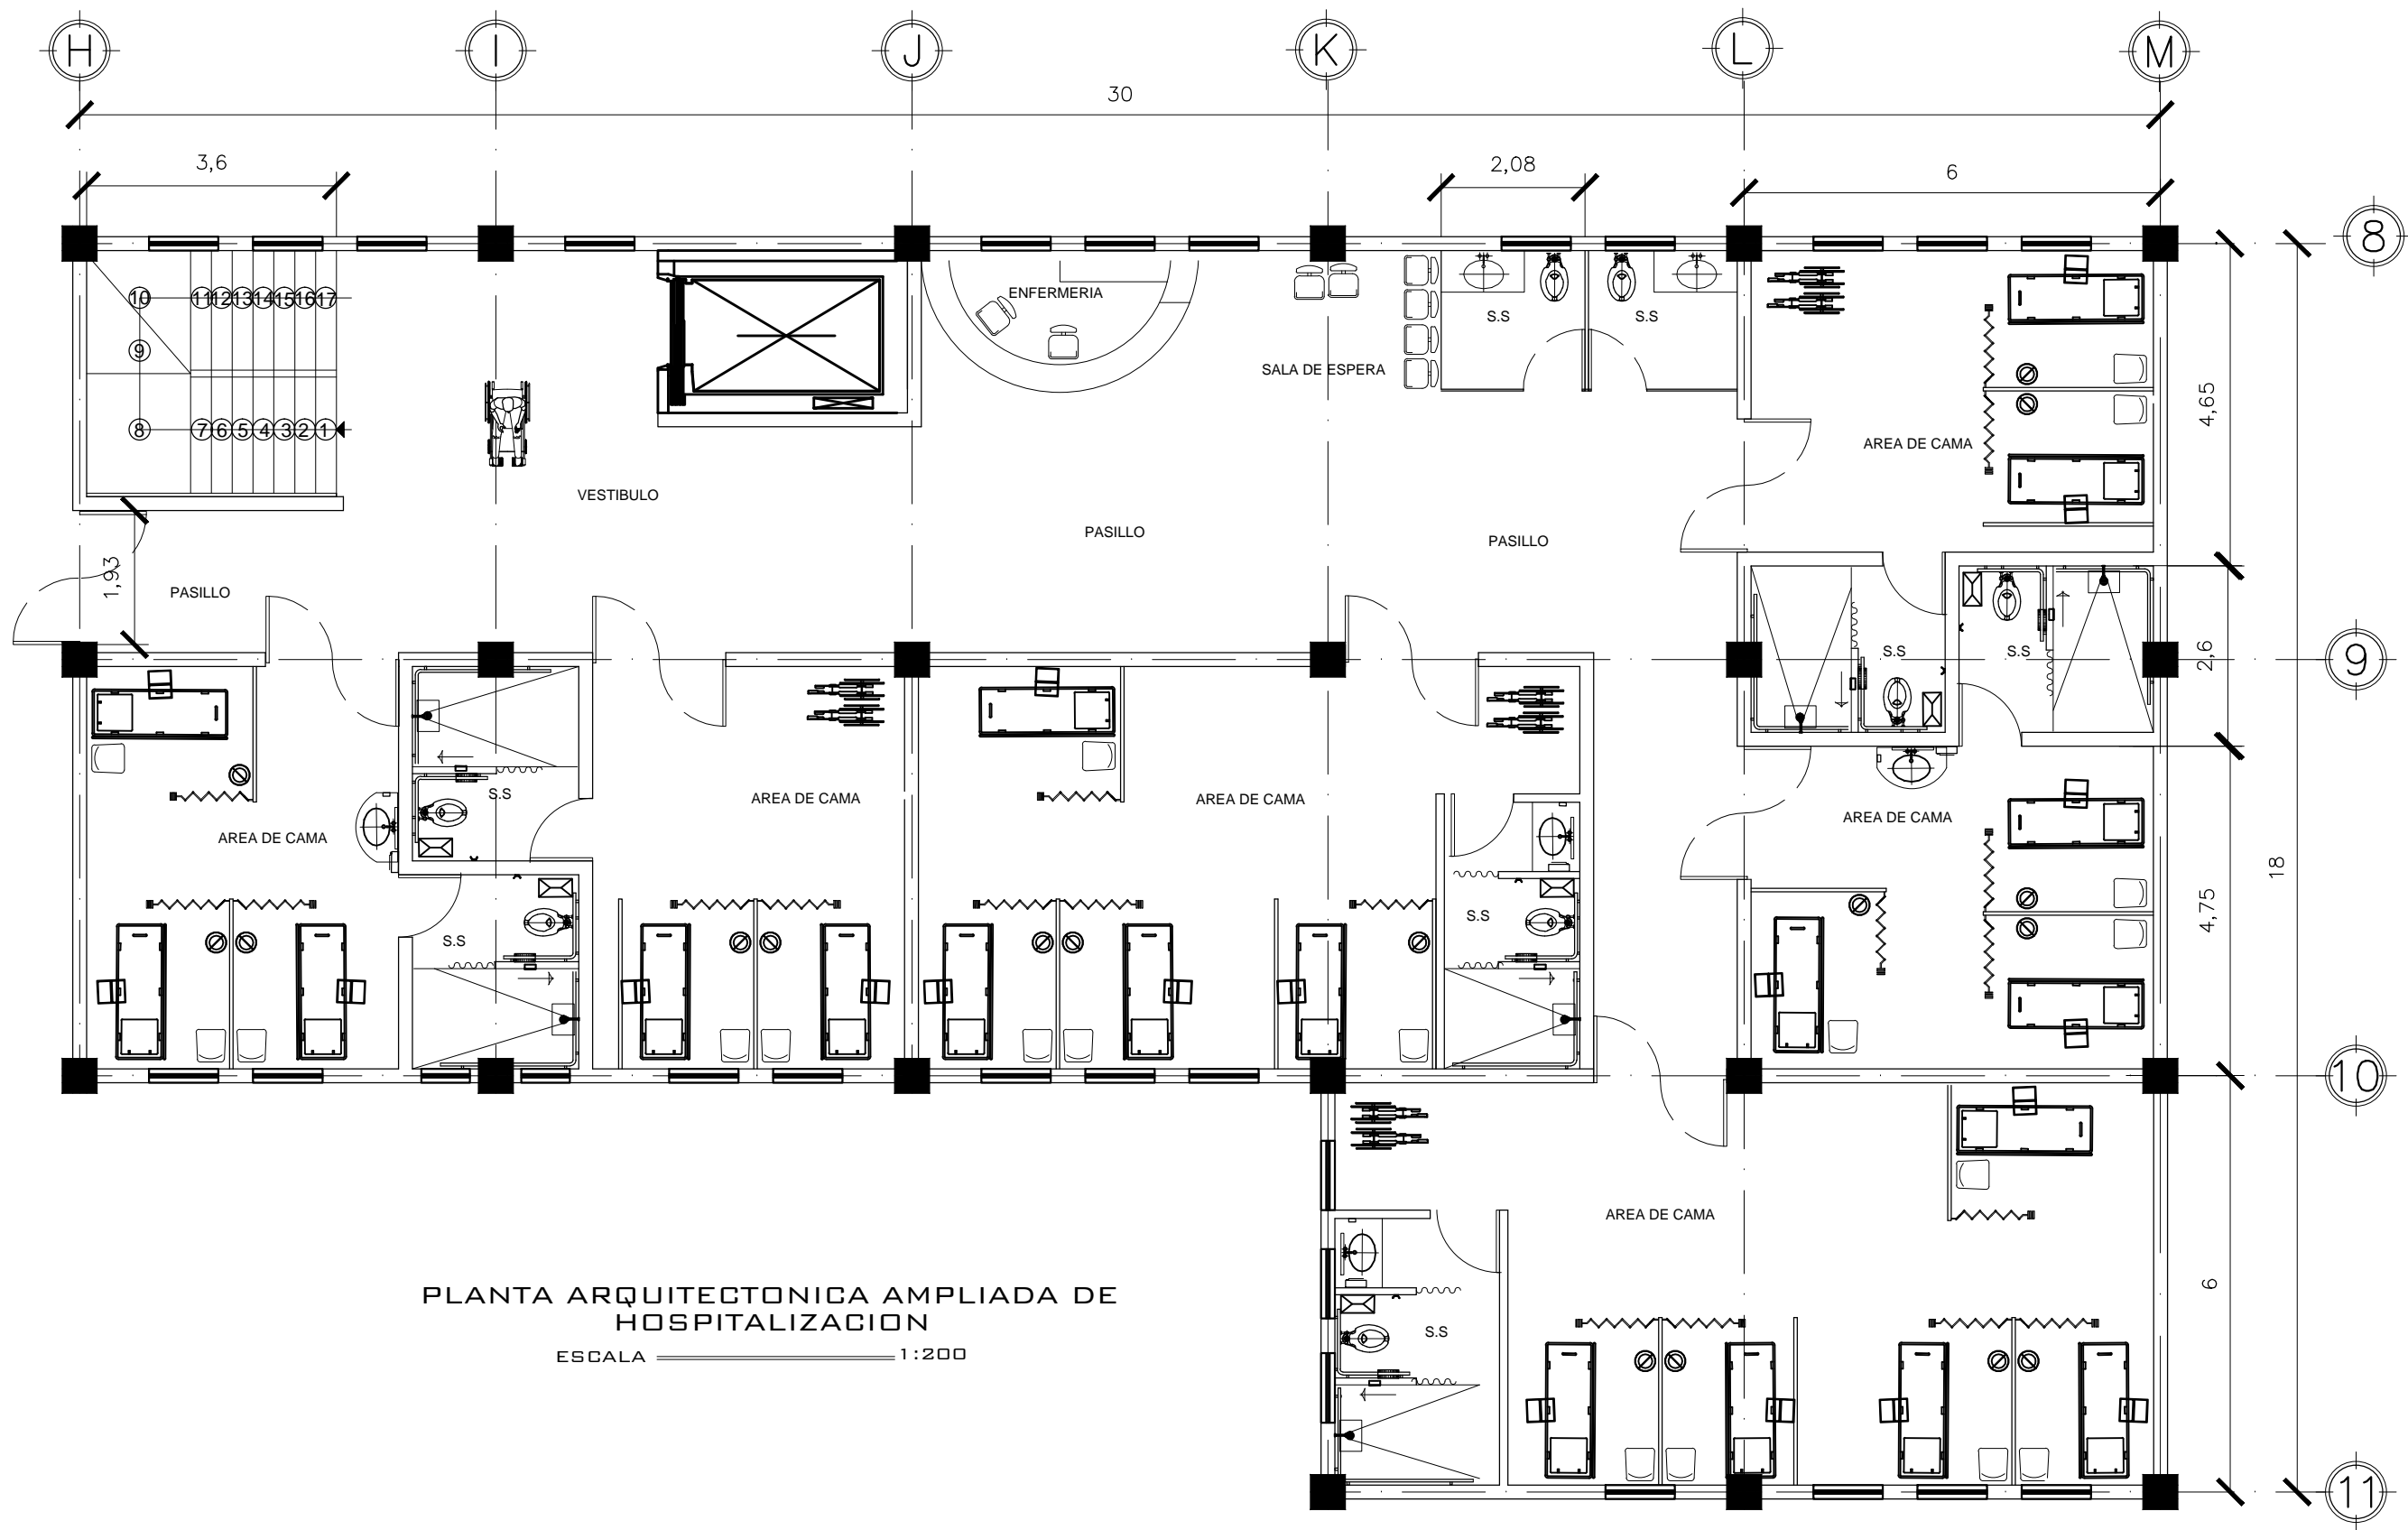 H I J K L M
30
3,6 2,08 6
8
ENFERMERIA
10 11 12 13 14 15 16 17
S.S S.S
9
SALA DE ESPERA
4,65
8 7 6 5 4 3 2 1
AREA DE CAMA
VESTIBULO
PASILLO
PASILLO
1,93
PASILLO
S.S S.S
2,6
9
S.S
AREA DE CAMA
AREA DE CAMA
AREA DE CAMA
AREA DE CAMA
18
4,75
S.S
S.S
10
AREA DE CAMA
6
PLANTA ARQUITECTONICA AMPLIADA DE
HOSPITALIZACION
S.S
ESCALA 1:200
11